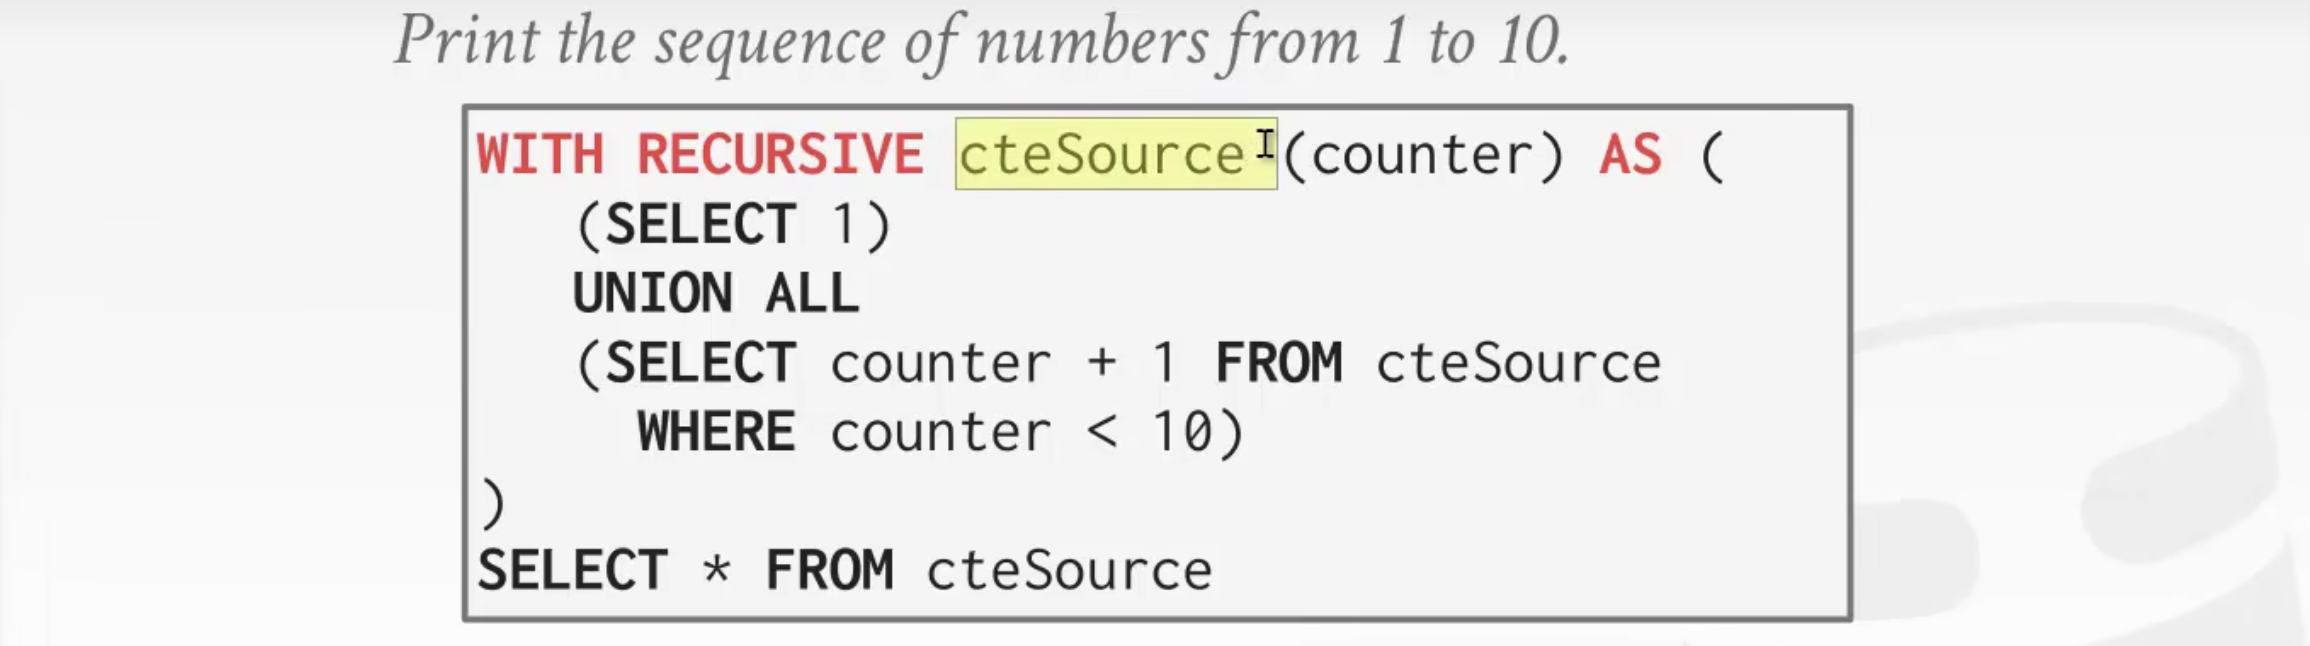 Print the sequence of numbers from 1 to 10.
WITH RECURSIVE cteSource (counter) AS (
(SELECT 1)
UNION ALL
(SELECT counter + 1 FROM cteSource
WHERE counter < 10)
)
SELECT * FROM cteSource